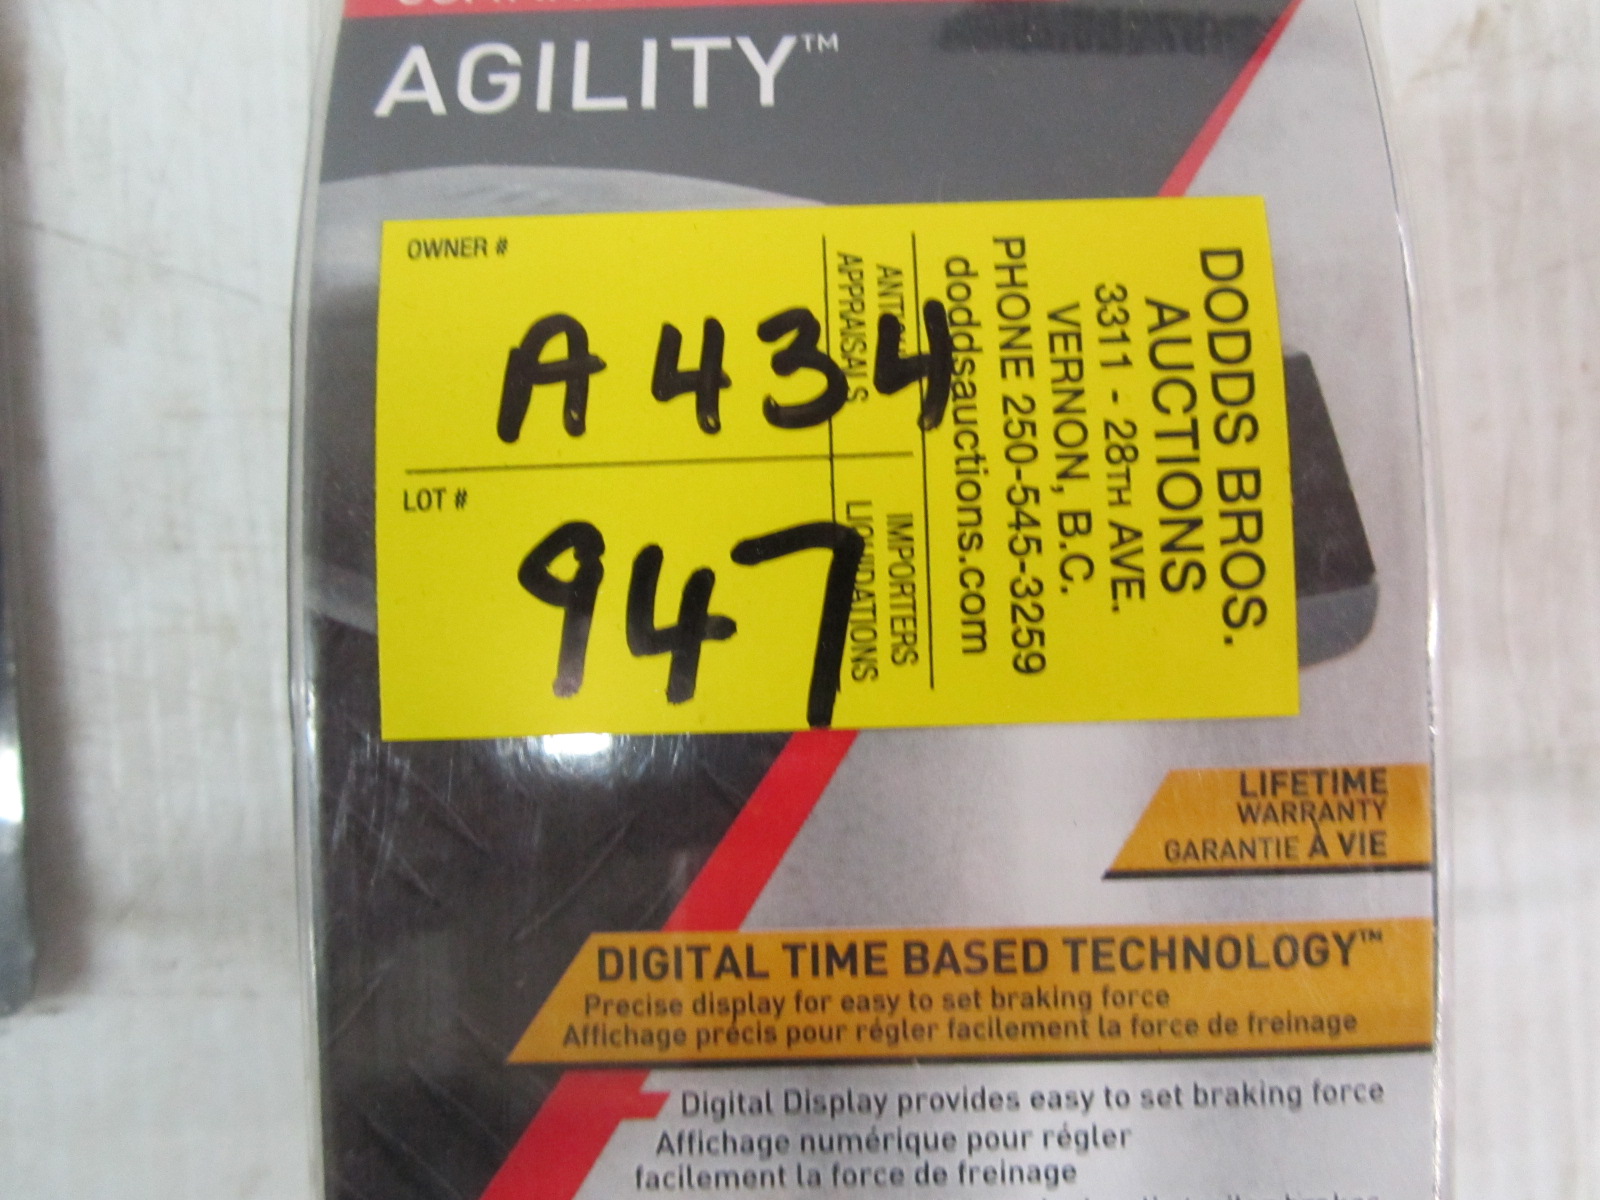 AGILITY™
OWNER #
A 434
LOT #
947
DODDS BROS.
AUCTIONS
3311 - 28TH AVE.
VERNON, B.C.
PHONE 250-545-3259
doddsauctions.com
APPRAISALS
IMPORTERS
LIQUIDATIONS
LIFETIME
WARRANTY
GARANTIE À VIE
DIGITAL TIME BASED TECHNOLOGY™
Precise display for easy to set braking force
Affichage précis pour régler facilement la force de freinage
Digital Display provides easy to set braking force
Affichage numérique pour régler
facilement la force de freinage